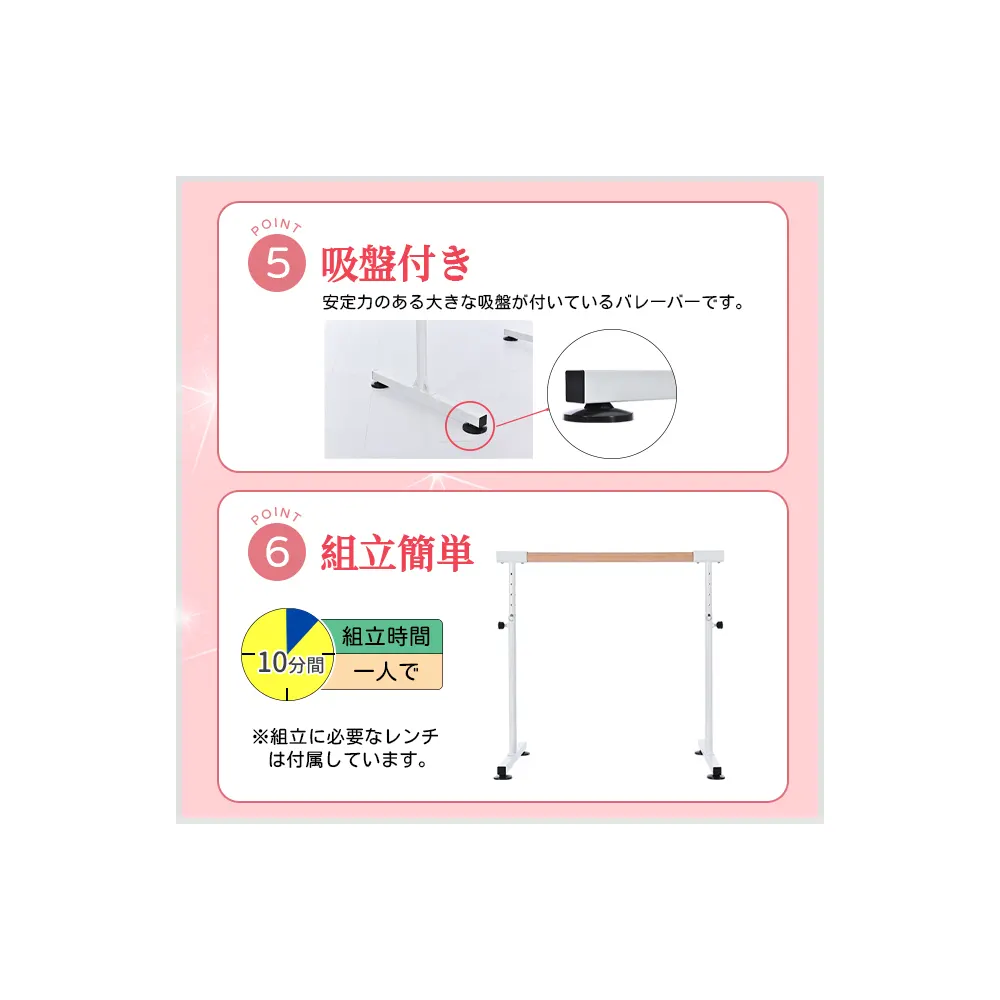 POINT
5
吸盤付き
安定力のある大きな吸盤が付いているバレーバーです。
POINT
6
組立簡単
10分間
組立時間
一人で
※組立に必要なレンチ
は付属しています。